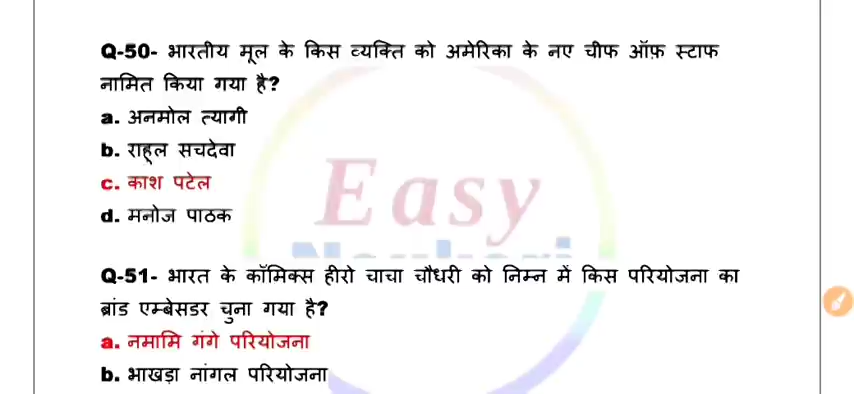 Q-50- भारतीय मूल के किस व्यक्ति को अमेरिका के नए चीफ ऑफ़ स्टाफ
नामित किया गया है?
a. अनमोल त्यागी
b. राहूल सचदेवा
c. काश पटेल
d. मनोज पाठक
Easy
Q-51- भारत के कॉमिक्स हीरो चाचा चौधरी को निम्न में किस परियोजना का
ब्रांड एम्बेसडर चुना गया है?
a. नमामि गंगे परियोजना
b. भाखड़ा नांगल परियोजना